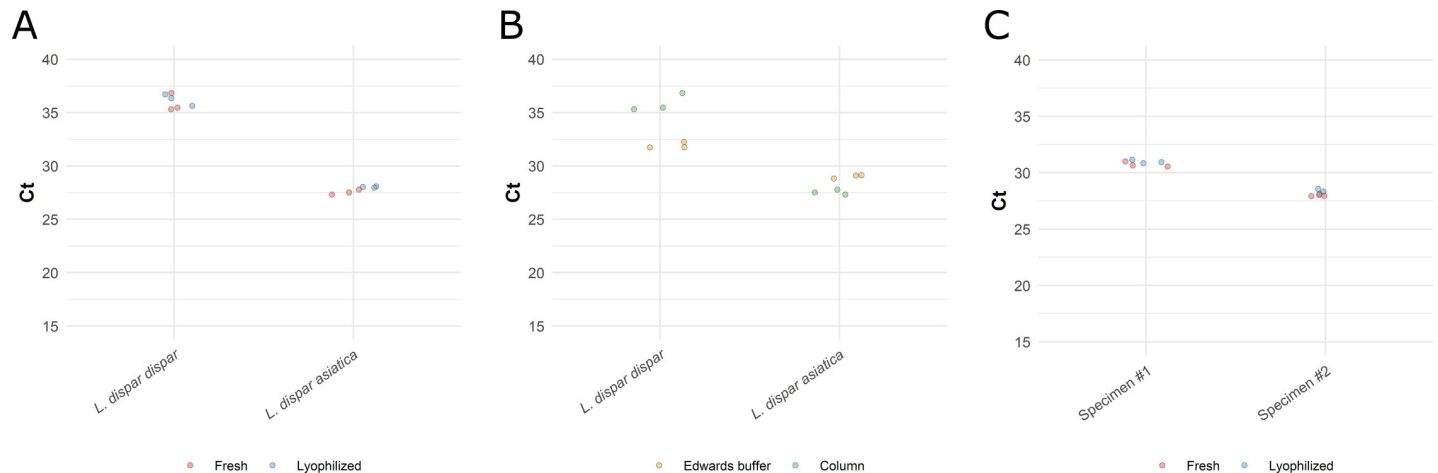 A
Ct
40
35
30
25
20
15
L. dispar dispar
L. dispar asiatica
Fresh Lyophilized
B
Ct
40
35
30
25
20
15
L. dispar dispar
L. dispar asiatica
Edwards buffer Column
C
Ct
40
35
30
25
20
15
Specimen #1
Specimen #2
Fresh Lyophilized